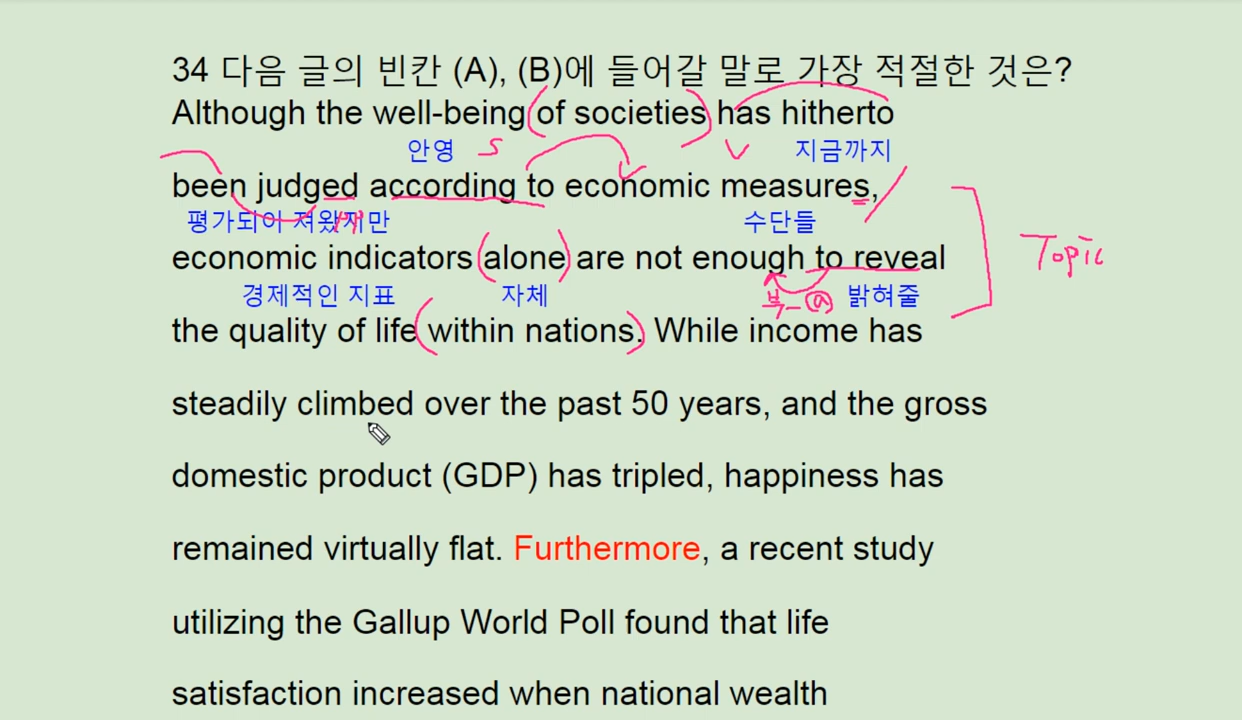 34 다음 글의 빈칸 (A), (B)에 들어갈 말로 가장 적절한 것은?
Although the well-being of societies has hitherto
안영 S V 지금까지
been judged according to economic measures,
평가되어 져왔지만 수단들
economic indicators alone are not enough to reveal
Topic
경제적인 지표 자체 부 - ⓐ 밝혀줄
the quality of life within nations. While income has
steadily climbed over the past 50 years, and the gross
domestic product (GDP) has tripled, happiness has
remained virtually flat. Furthermore, a recent study
utilizing the Gallup World Poll found that life
satisfaction increased when national wealth